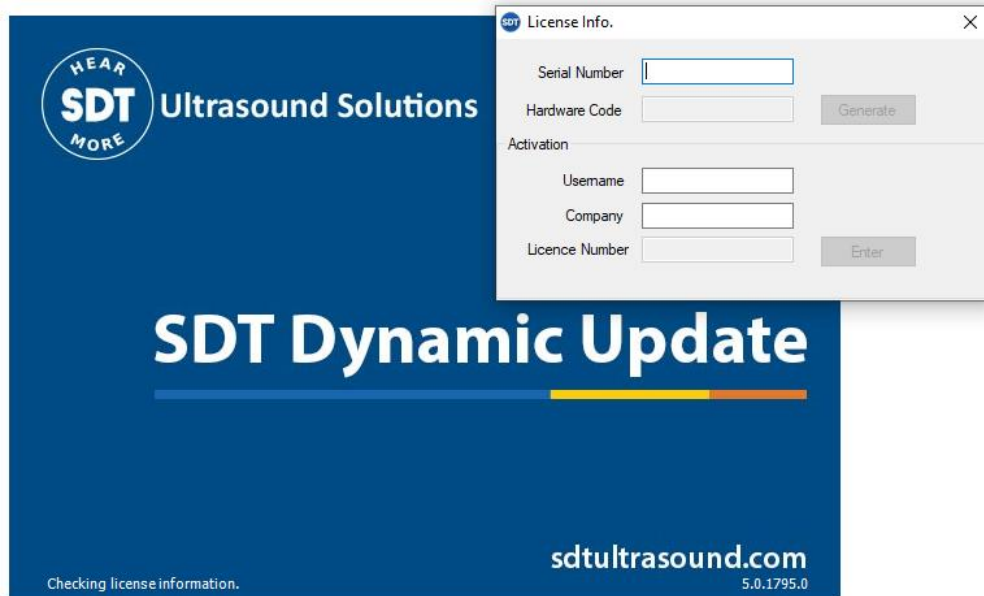 HEAR
SDT
MORE
Ultrasound Solutions
SDT License Info.
Serial Number
Hardware Code Generate
Activation
Username
Company
Licence Number Enter
SDT Dynamic Update
sdtultrasound.com
Checking license information. 5.0.1795.0